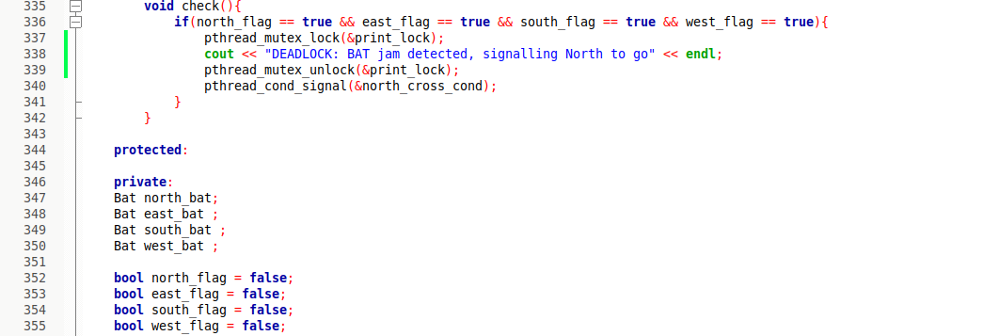 335 void check(){
336 if(north_flag == true && east_flag == true && south_flag == true && west_flag == true){
337 pthread_mutex_lock(&print_lock);
338 cout << "DEADLOCK: BAT jam detected, signalling North to go" << endl;
339 pthread_mutex_unlock(&print_lock);
340 pthread_cond_signal(&north_cross_cond);
341 }
342 }
343
344 protected:
345
346 private:
347 Bat north_bat;
348 Bat east_bat ;
349 Bat south_bat ;
350 Bat west_bat ;
351
352 bool north_flag = false;
353 bool east_flag = false;
354 bool south_flag = false;
355 bool west_flag = false;